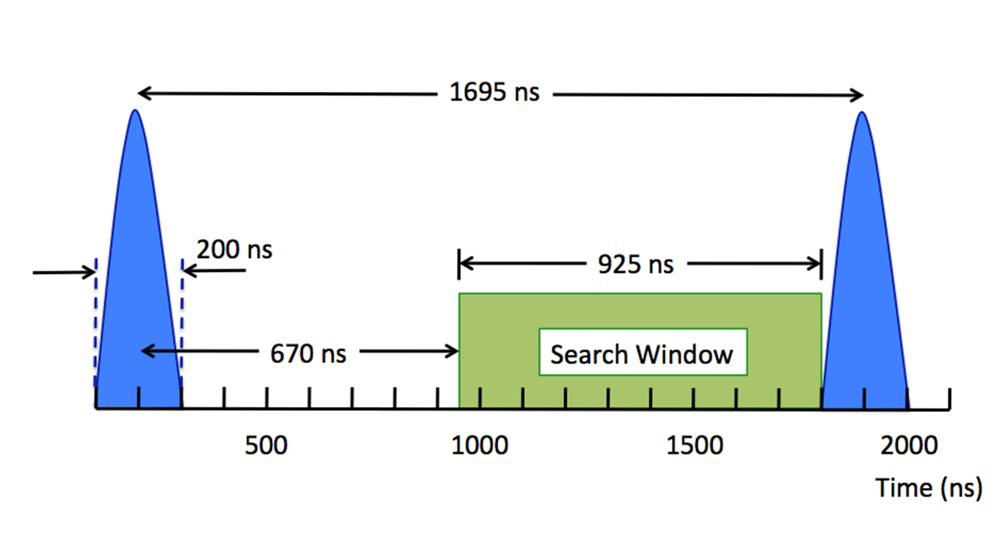 1695 ns
200 ns
925 ns
670 ns
Search Window
500
1000
1500
2000
Time (ns)